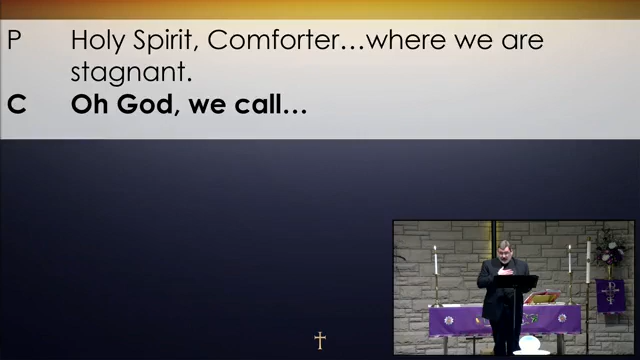 P Holy Spirit, Comforter…where we are
stagnant.
C Oh God, we call…